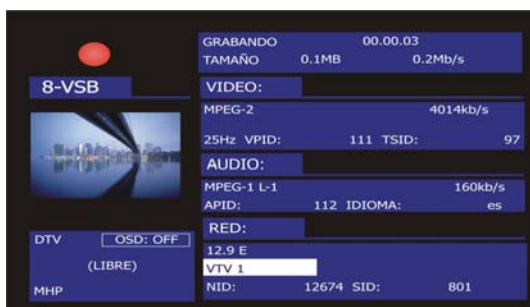 GRABANDO 00.00.03
TAMAÑO 0.1MB 0.2Mb/s
8-VSB
VIDEO:
MPEG-2 4014kb/s
25Hz VPID: 111 TSID: 97
AUDIO:
MPEG-1 L-1 160kb/s
APID: 112 IDIOMA: es
RED:
12.9 E
VTV 1
NID: 12674 SID: 801
DTV OSD: OFF
(LIBRE)
MHP